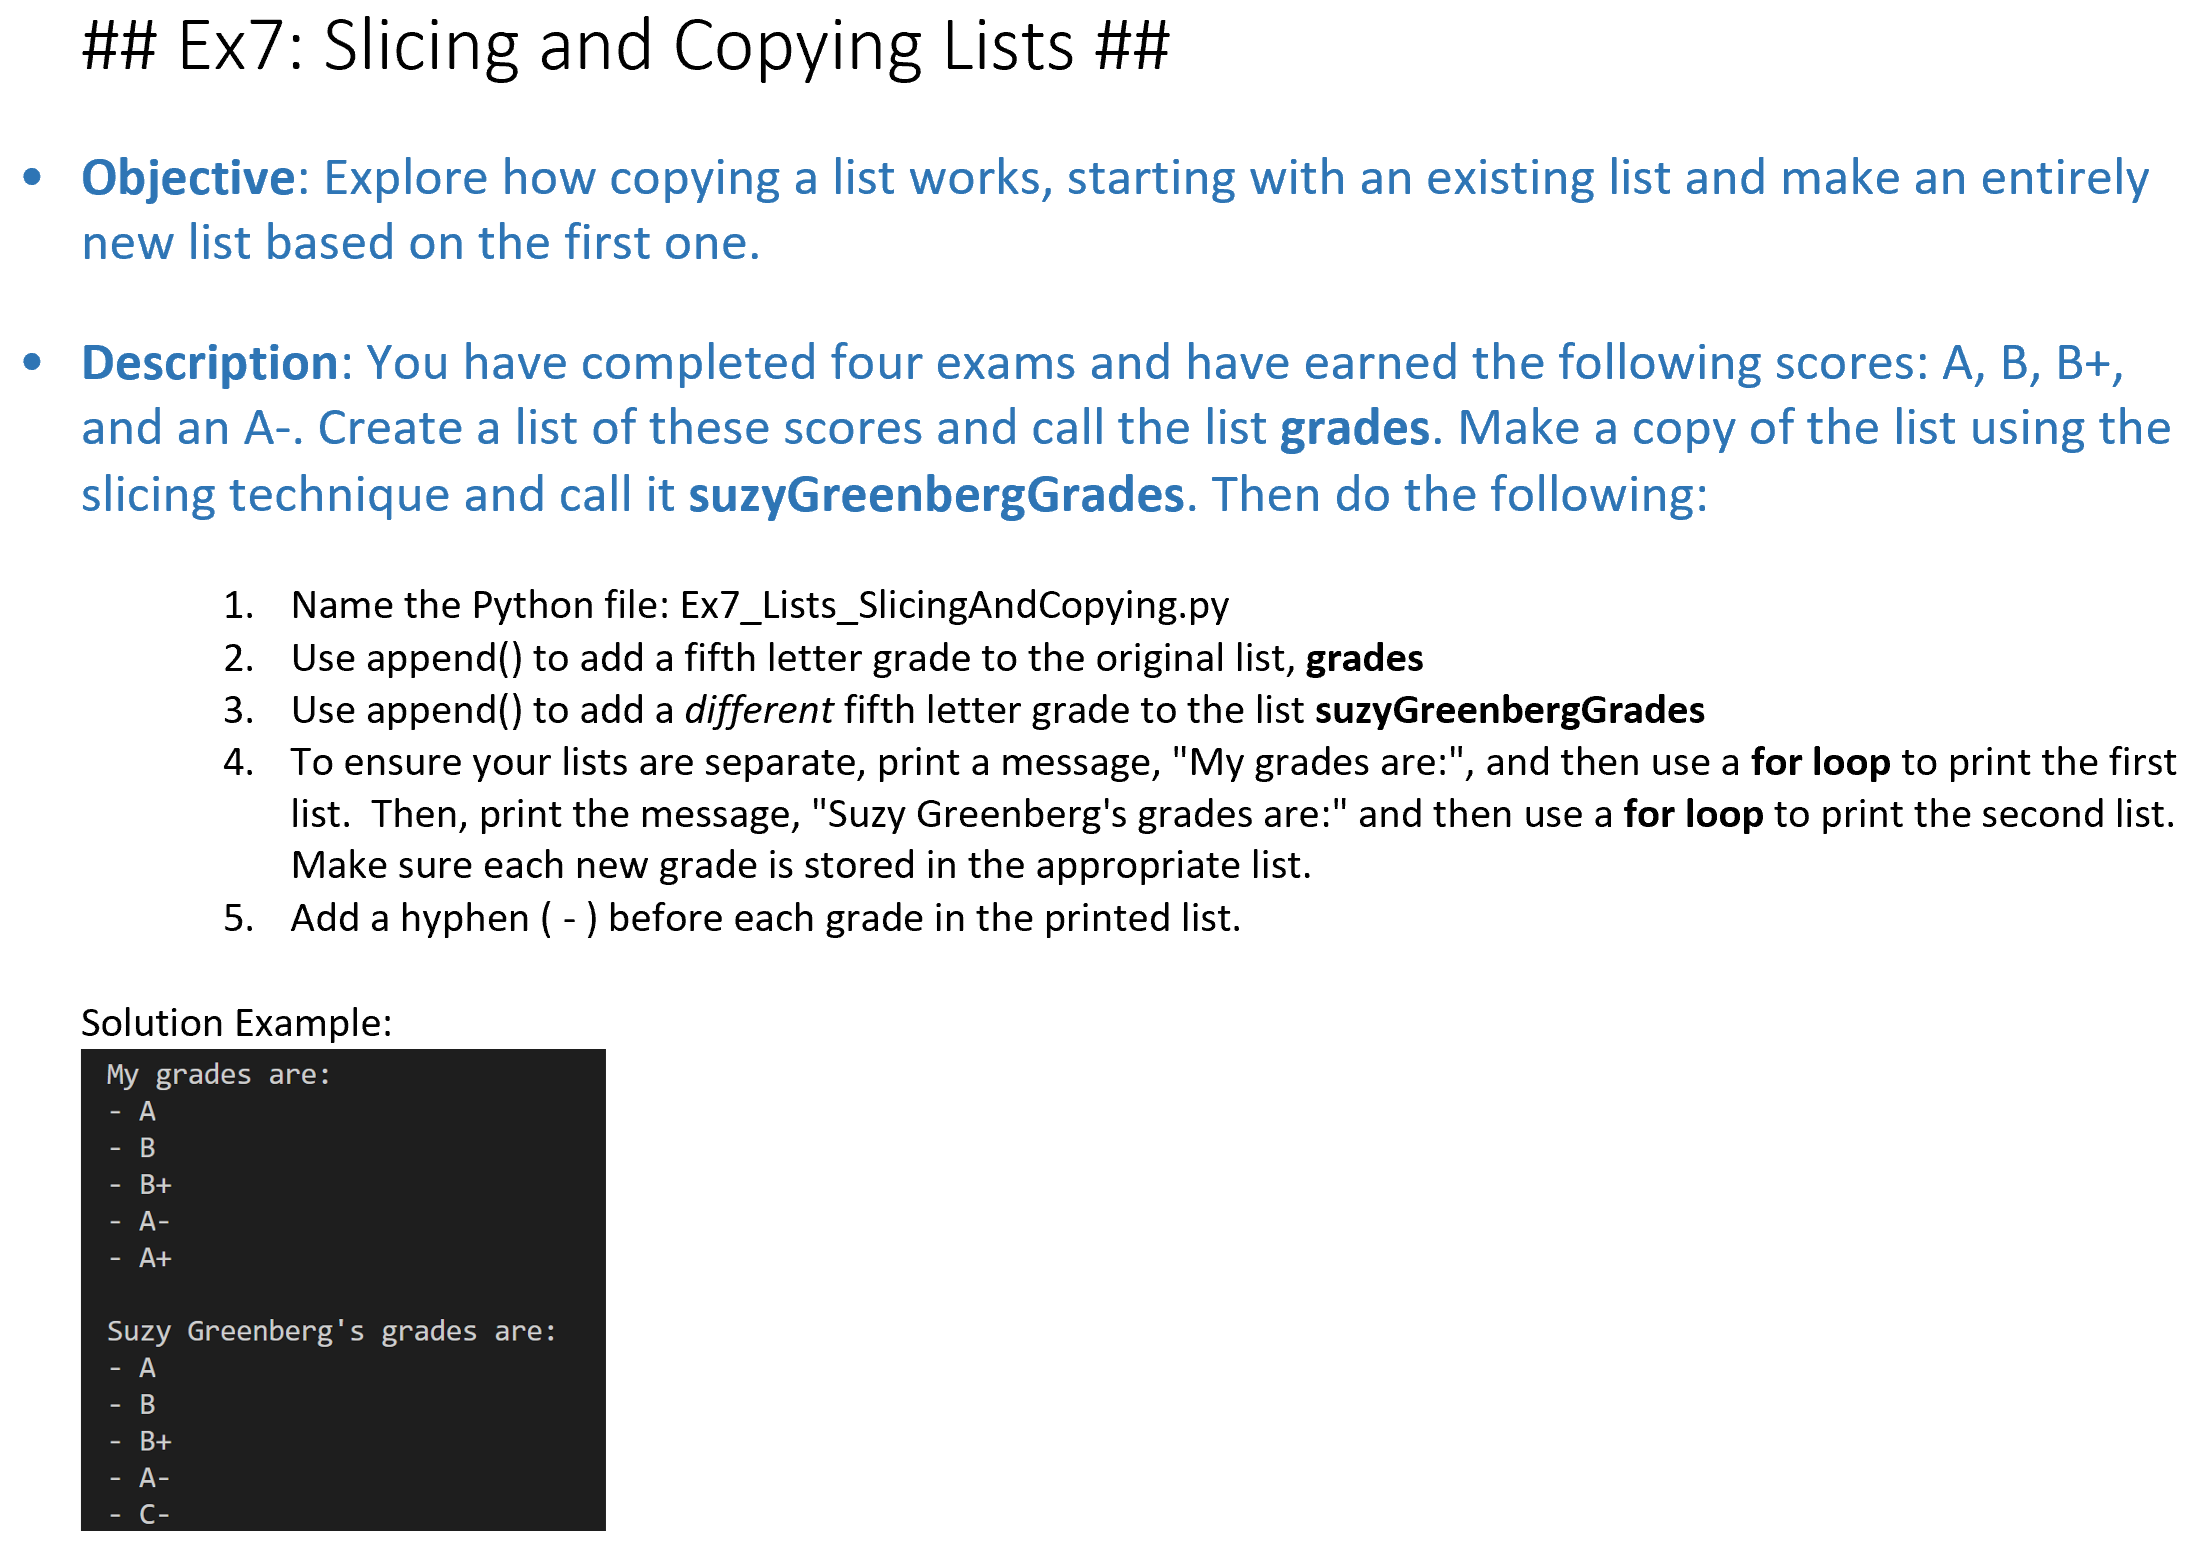 ## Ex7: Slicing and Copying Lists ##
• Objective: Explore how copying a list works, starting with an existing list and make an entirely
new list based on the first one.
• Description: You have completed four exams and have earned the following scores: A, B, B+,
and an A-. Create a list of these scores and call the list grades. Make a copy of the list using the
slicing technique and call it suzyGreenbergGrades. Then do the following:
1. Name the Python file: Ex7_Lists_SlicingAndCopying.py
2. Use append() to add a fifth letter grade to the original list, grades
3. Use append() to add a different fifth letter grade to the list suzyGreenbergGrades
4. To ensure your lists are separate, print a message, "My grades are:", and then use a for loop to print the first
list.  Then, print the message, "Suzy Greenberg's grades are:" and then use a for loop to print the second list.
Make sure each new grade is stored in the appropriate list.
5. Add a hyphen ( - ) before each grade in the printed list.
Solution Example:
My grades are:
- A
- B
- B+
- A-
- A+
Suzy Greenberg's grades are:
- A
- B
- B+
- A-
- C-